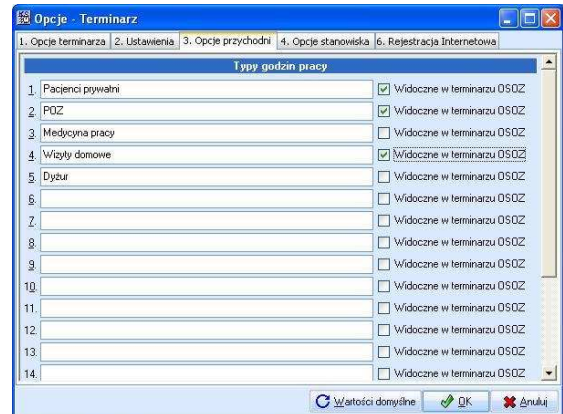 Opcje - Terminarz
1. Opcje terminarza 2. Ustawienia 3. Opcje przychodni 4. Opcje stanowiska 6. Rejestracja Internetowa
Typy godzin pracy
1. Pacjenci prywatni Widoczne w terminarzu OSOZ
2. POZ Widoczne w terminarzu OSOZ
3. Medycyna pracy Widoczne w terminarzu OSOZ
4. Wizyty domowe Widoczne w terminarzu OSOZ
5. Dyżur Widoczne w terminarzu OSOZ
6. Widoczne w terminarzu OSOZ
7. Widoczne w terminarzu OSOZ
8. Widoczne w terminarzu OSOZ
9. Widoczne w terminarzu OSOZ
10. Widoczne w terminarzu OSOZ
11. Widoczne w terminarzu OSOZ
12. Widoczne w terminarzu OSOZ
13. Widoczne w terminarzu OSOZ
14. Widoczne w terminarzu OSOZ
Wartości domyślne OK Anuluj